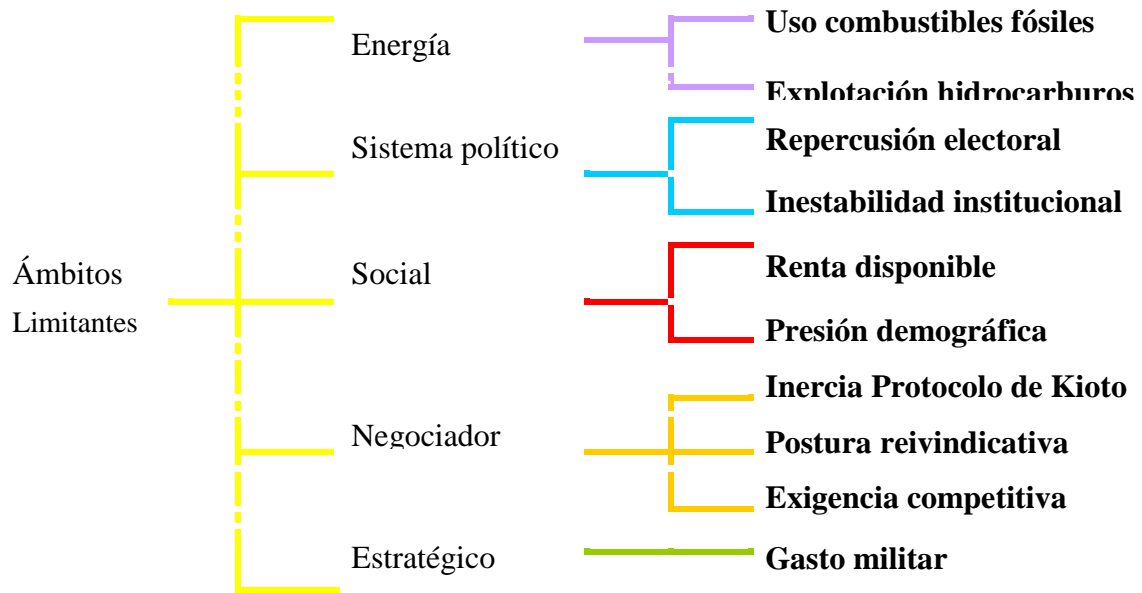 Ámbitos
Limitantes
Energía
Uso combustibles fósiles
Explotación hidrocarburos
Sistema político
Repercusión electoral
Inestabilidad institucional
Social
Renta disponible
Presión demográfica
Negociador
Inercia Protocolo de Kioto
Postura reivindicativa
Exigencia competitiva
Estratégico
Gasto militar